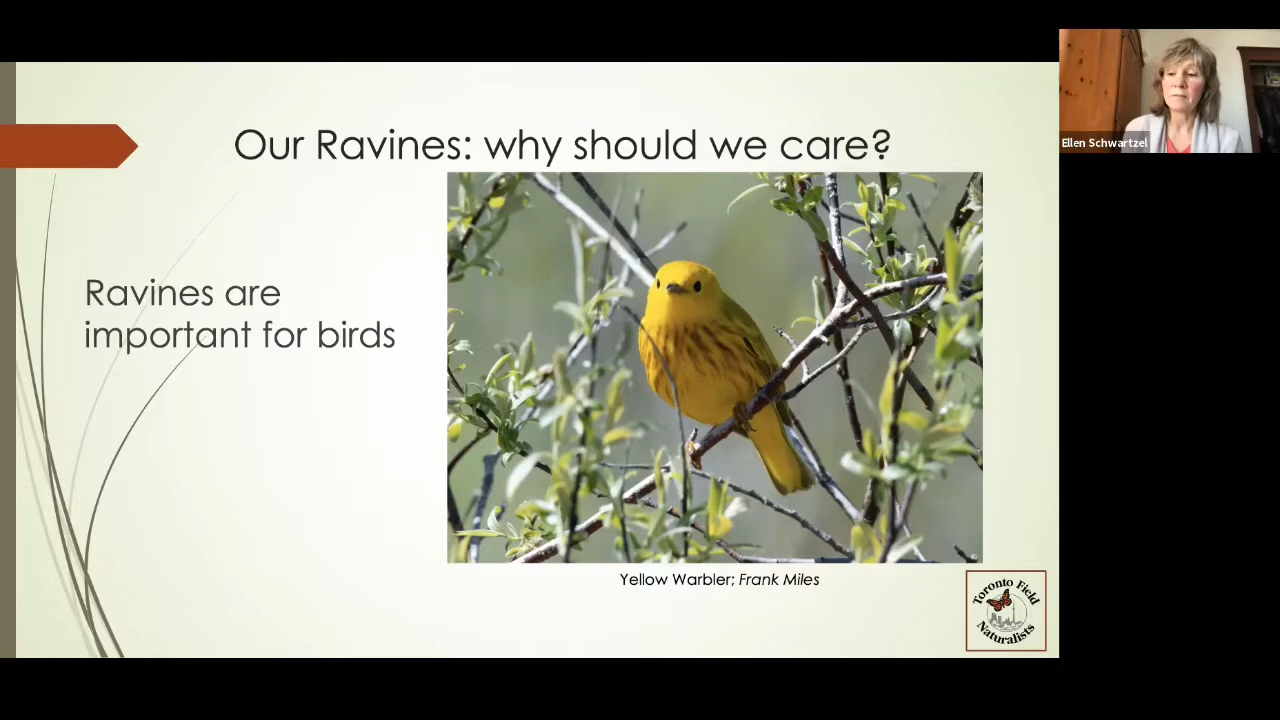 Our Ravines: why should we care?
Ravines are
important for birds
Yellow Warbler; Frank Miles
Toronto Field
Naturalists
Ellen Schwartzel